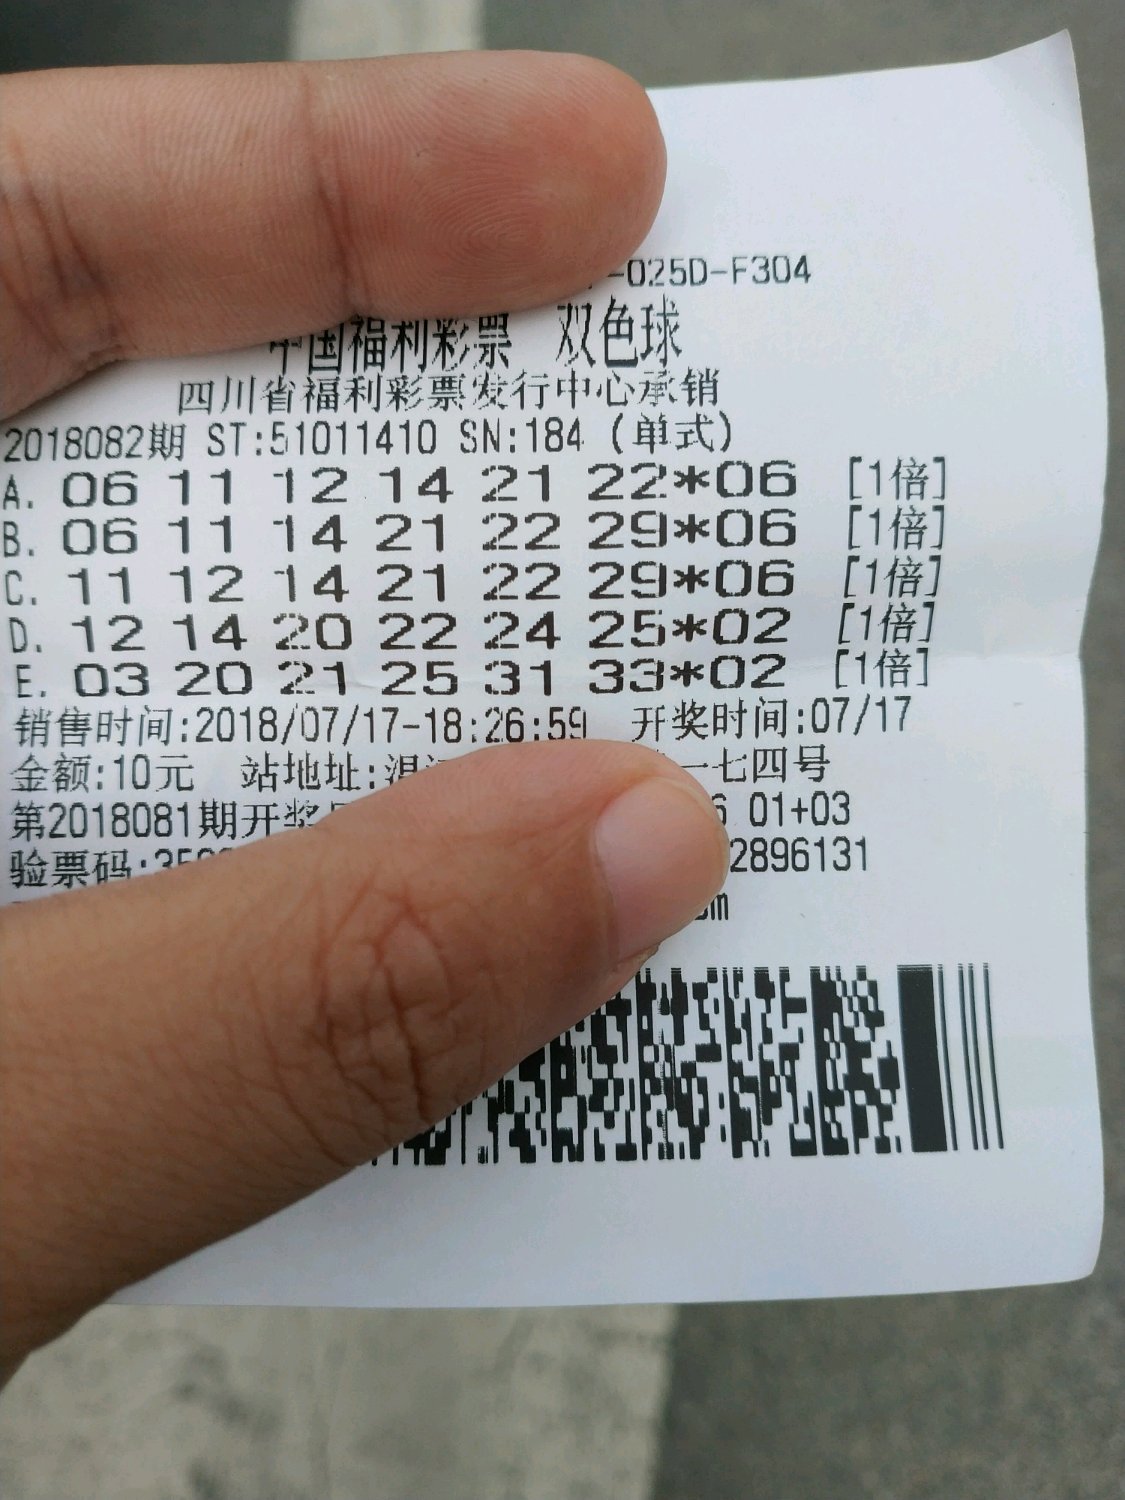 -025D-F304
中国福利彩票 双色球
四川省福利彩票发行中心承销
2018082期 ST:51011410 SN:184 (单式)
A. 06 11 12 14 21 22*06 [1倍]
B. 06 11 14 21 22 29*06 [1倍]
C. 11 12 14 21 22 29*06 [1倍]
D. 12 14 20 22 24 25*02 [1倍]
E. 03 20 21 25 31 33*02 [1倍]
销售时间:2018/07/17-18:26:59 开奖时间:07/17
金额:10元 站地址: 一七四号
第2018081期开奖 6 01+03
验票码:35 2896131